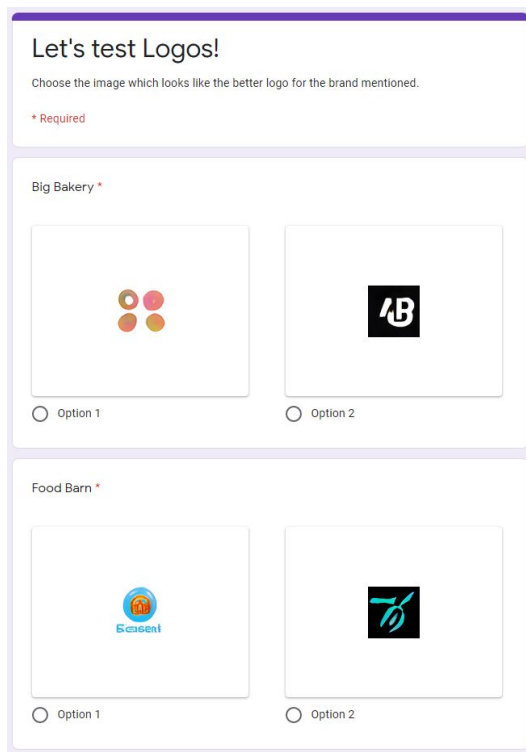 Let's test Logos!
Choose the image which looks like the better logo for the brand mentioned.
* Required
Big Bakery *
Option 1
Option 2
Food Barn *
Option 1
Option 2